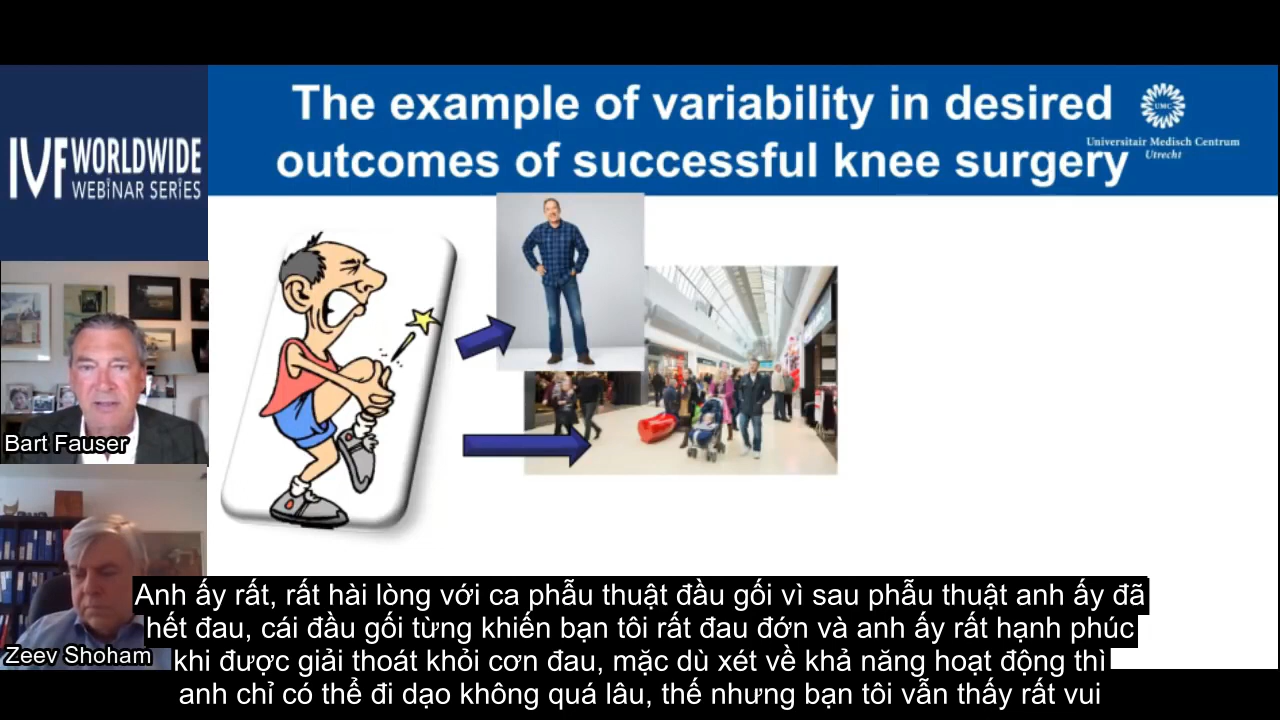 The example of variability in desired
outcomes of successful knee surgery
UMC
Universitair Medisch Centrum
Utrecht
IVF WORLDWIDE
WEBINAR SERIES
Bart Fauser
Zeev Shoham
Anh ấy rất, rất hài lòng với ca phẫu thuật đầu gối vì sau phẫu thuật anh ấy đã
hết đau, cái đầu gối từng khiến bạn tôi rất đau đớn và anh ấy rất hạnh phúc
khi được giải thoát khỏi cơn đau, mặc dù xét về khả năng hoạt động thì
anh chỉ có thể đi dạo không quá lâu, thế nhưng bạn tôi vẫn thấy rất vui